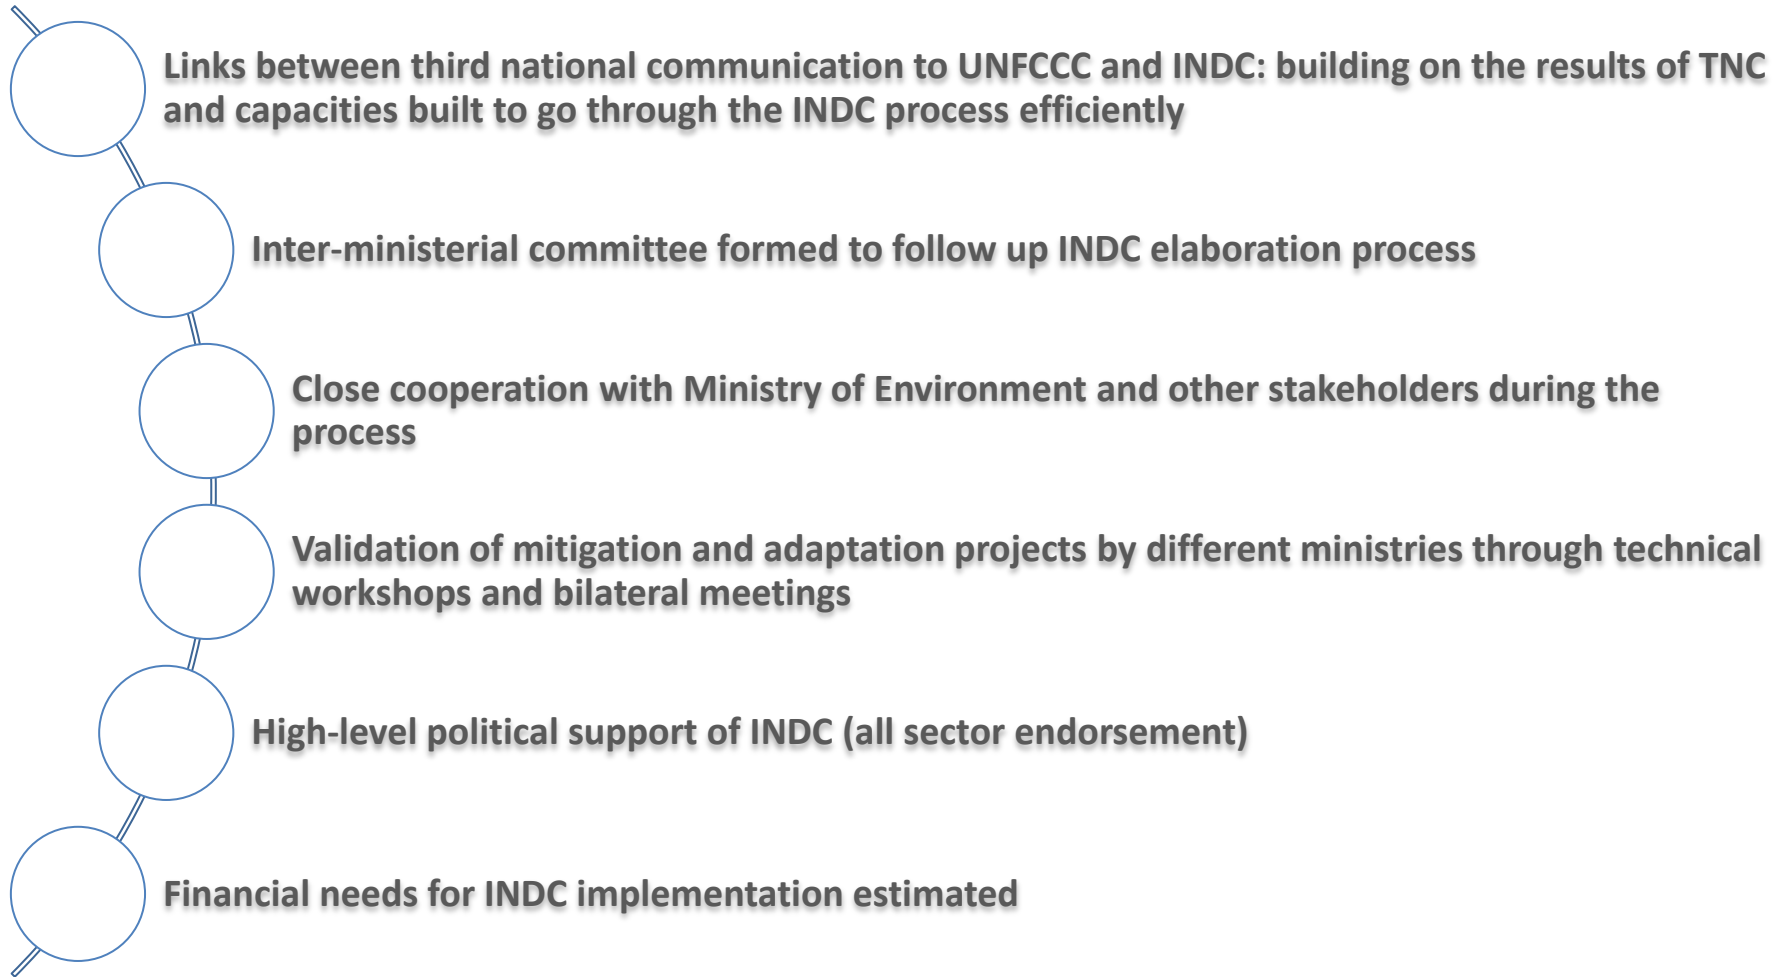 Links between third national communication to UNFCCC and INDC: building on the results of TNC
and capacities built to go through the INDC process efficiently
Inter-ministerial committee formed to follow up INDC elaboration process
Close cooperation with Ministry of Environment and other stakeholders during the
process
Validation of mitigation and adaptation projects by different ministries through technical
workshops and bilateral meetings
High-level political support of INDC (all sector endorsement)
Financial needs for INDC implementation estimated